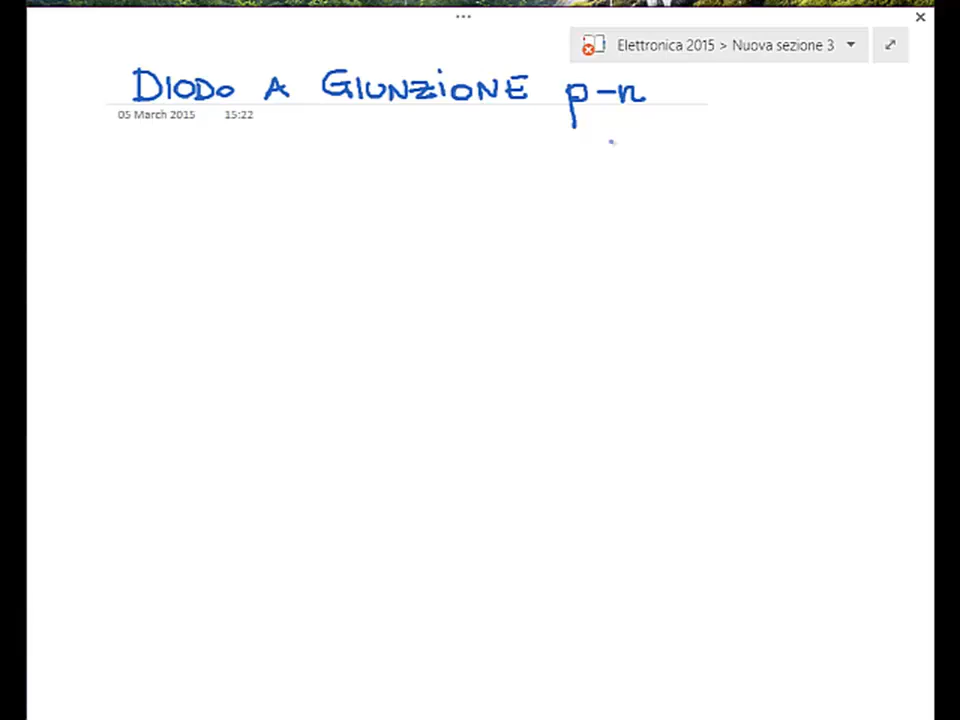 Elettronica 2015 > Nuova sezione 3
DIODO A GIUNZIONE p-n
05 March 2015 15:22